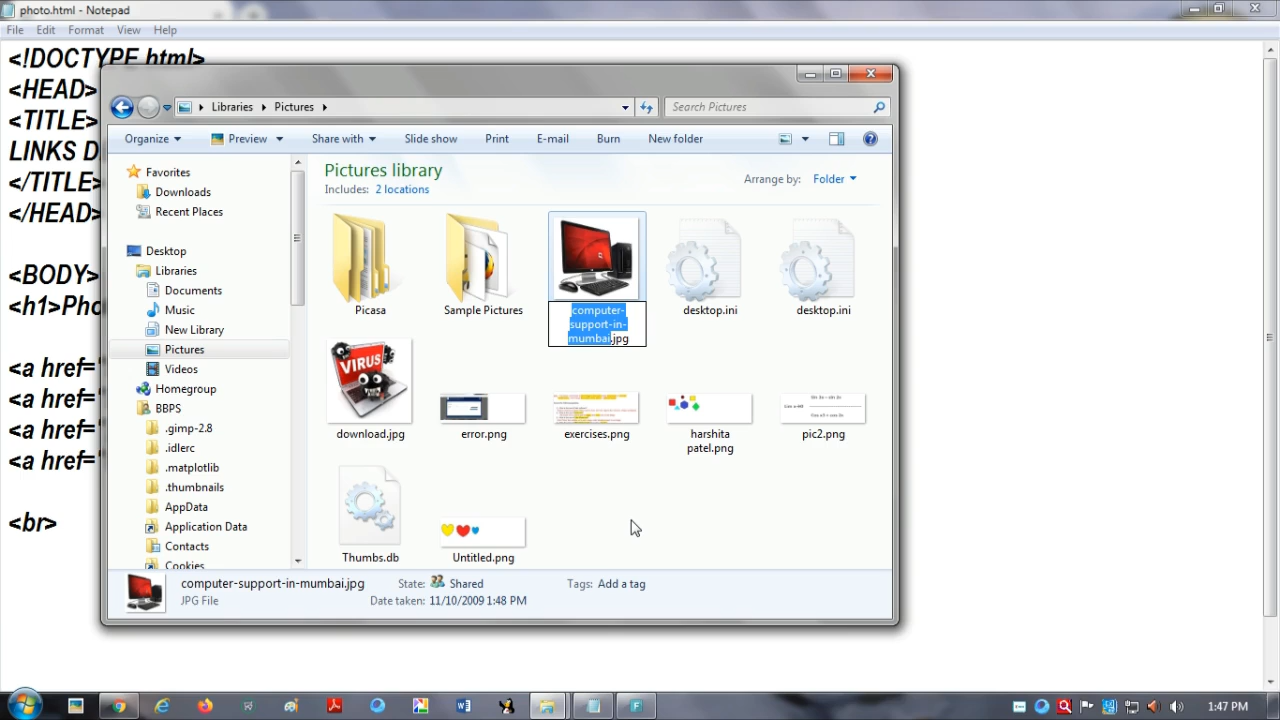 photo.html - Notepad
File Edit Format View Help
<!DOCTYPE html>
<HEAD>
<TITLE>
LINKS D
</TITLE>
</HEAD>
<BODY>
<h1>Pho
<a href="
<a href="
<a href="
<a href="
<br>
Libraries Pictures
Search Pictures
Organize Preview Share with Slide show Print E-mail Burn New folder
Favorites
Downloads
Recent Places
Desktop
Libraries
Documents
Music
New Library
Pictures
Videos
Homegroup
BBPS
.gimp-2.8
.idlerc
.matplotlib
.thumbnails
AppData
Application Data
Contacts
Cookies
Pictures library
Includes: 2 locations
Arrange by: Folder
Picasa
Sample Pictures
computer-
support-in-
mumbai.jpg
desktop.ini
desktop.ini
VIRUS
download.jpg
error.png
exercises.png
harshita
patel.png
pic2.png
Thumbs.db
Untitled.png
computer-support-in-mumbai.jpg State: Shared Tags: Add a tag
JPG File Date taken: 11/10/2009 1:48 PM
1:47 PM